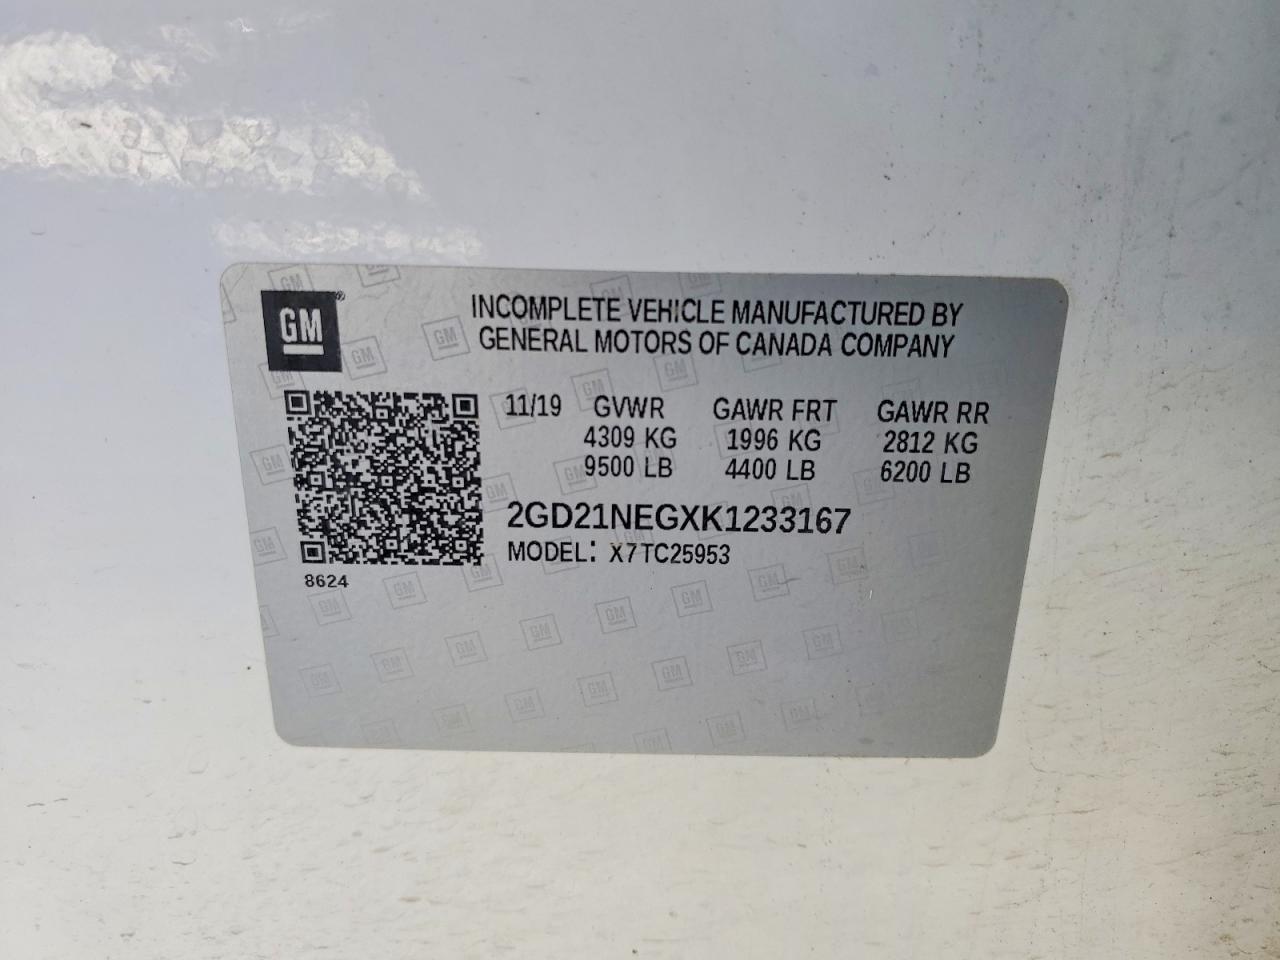 GM®
INCOMPLETE VEHICLE MANUFACTURED BY
GENERAL MOTORS OF CANADA COMPANY
11/19 GVWR GAWR FRT GAWR RR
4309 KG 1996 KG 2812 KG
9500 LB 4400 LB 6200 LB
2GD21NEGXK1233167
MODEL: X7TC25953
8624